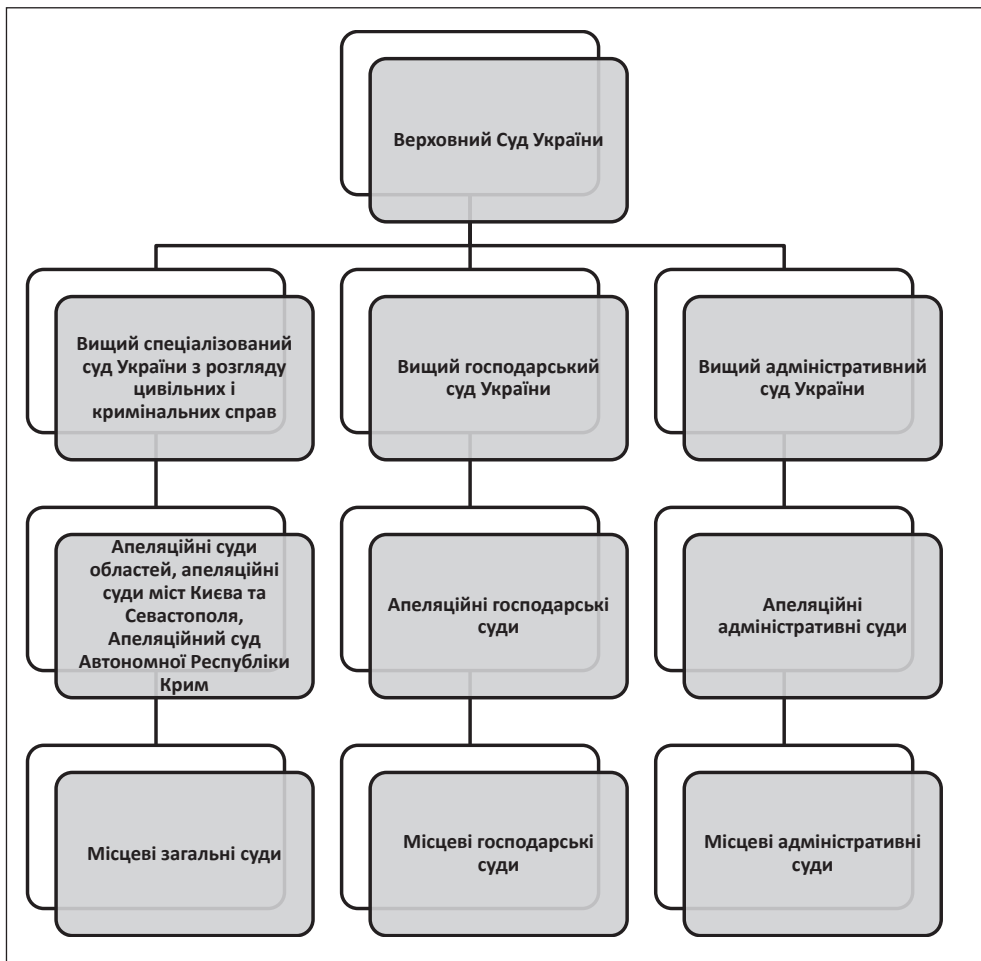 Верховний Суд України
Вищий спеціалізований
суд України з розгляду
цивільних і
кримінальних справ
Вищий господарський
суд України
Вищий адміністративний
суд України
Апеляційні суди
областей, апеляційні
суди міст Києва та
Севастополя,
Апеляційний суд
Автономної Республіки
Крим
Апеляційні господарські
суди
Апеляційні
адміністративні суди
Місцеві загальні суди
Місцеві господарські
суди
Місцеві адміністративні
суди